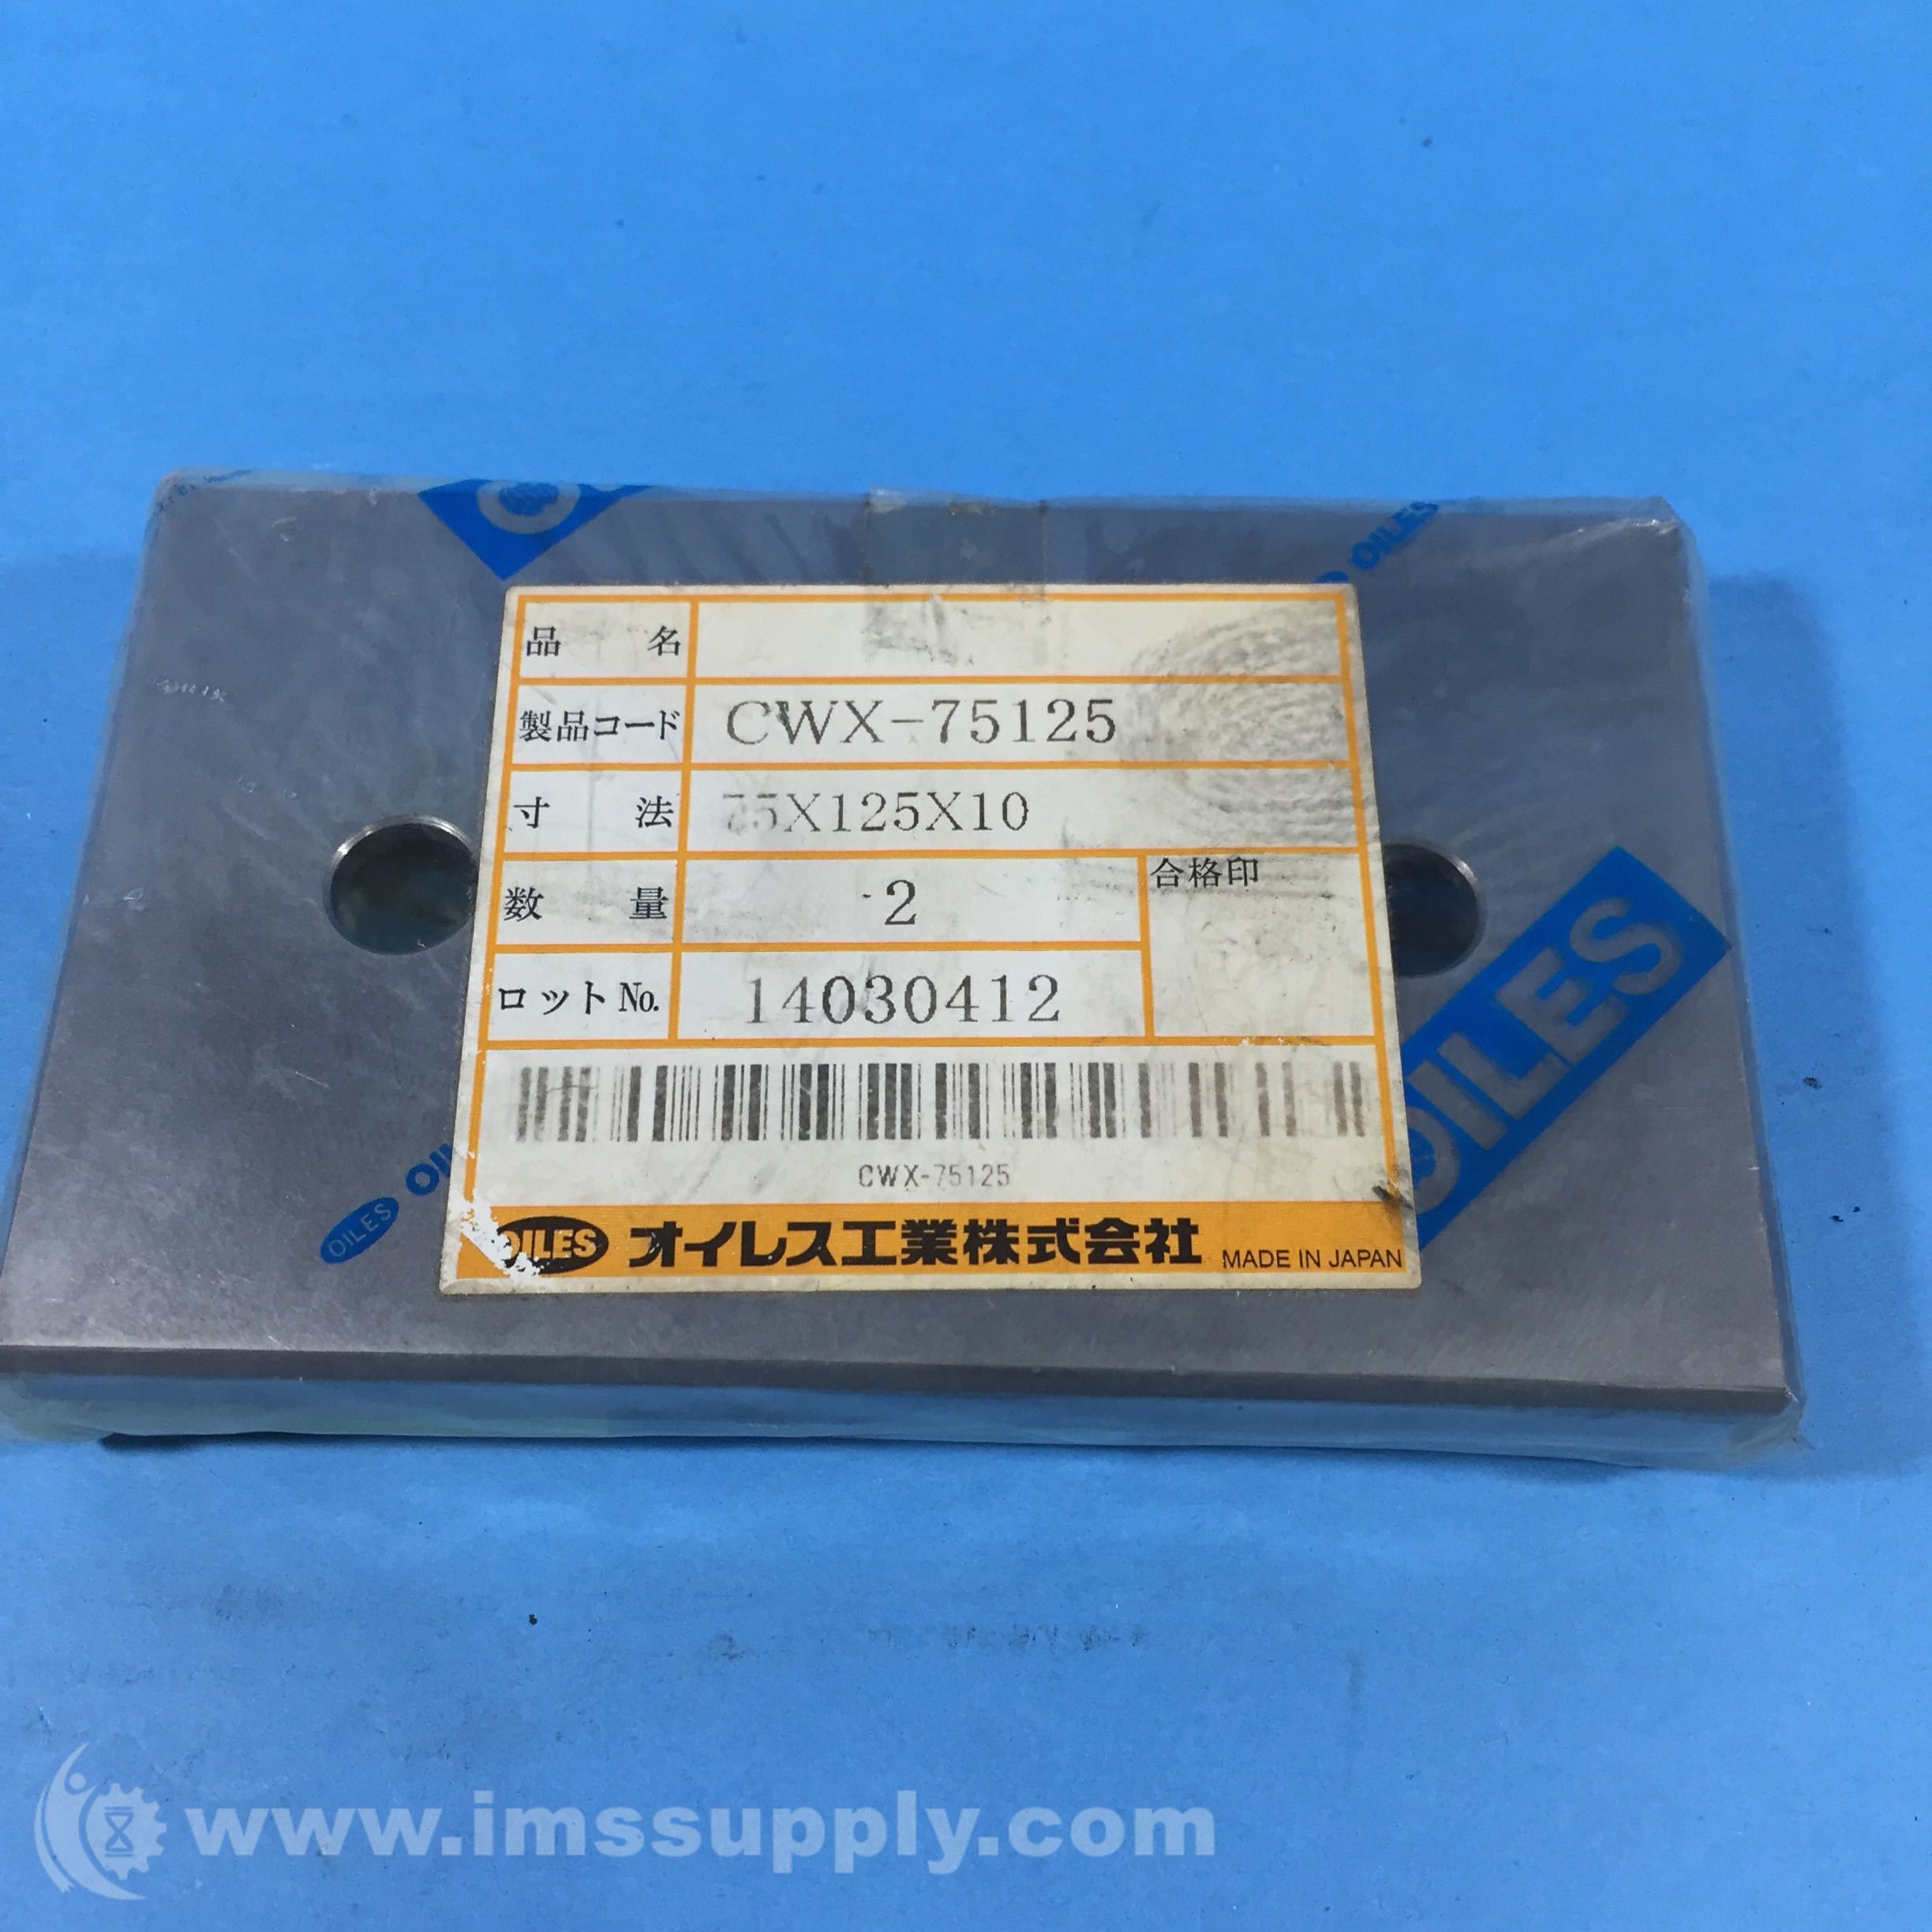 OILES
品名
製品コード CWX-75125
寸法 75X125X10
数量 2 合格印
ロットNo. 14030412
CWX-75125
OILES オイレス工業株式会社 MADE IN JAPAN
OILES
OILES
www.imssupply.com